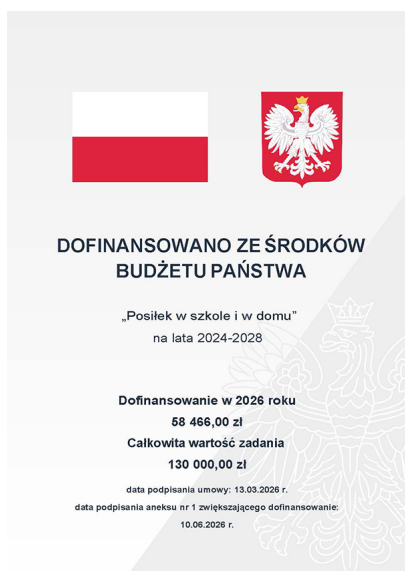 DOFINANSOWANO ZE ŚRODKÓW
BUDŻETU PAŃSTWA
„Posiłek w szkole i w domu”
na lata 2024-2028
Dofinansowanie w 2026 roku
58 466,00 zł
Całkowita wartość zadania
130 000,00 zł
data podpisania umowy: 13.03.2026 r.
data podpisania aneksu nr 1 zwiększającego dofinansowanie:
10.06.2026 r.